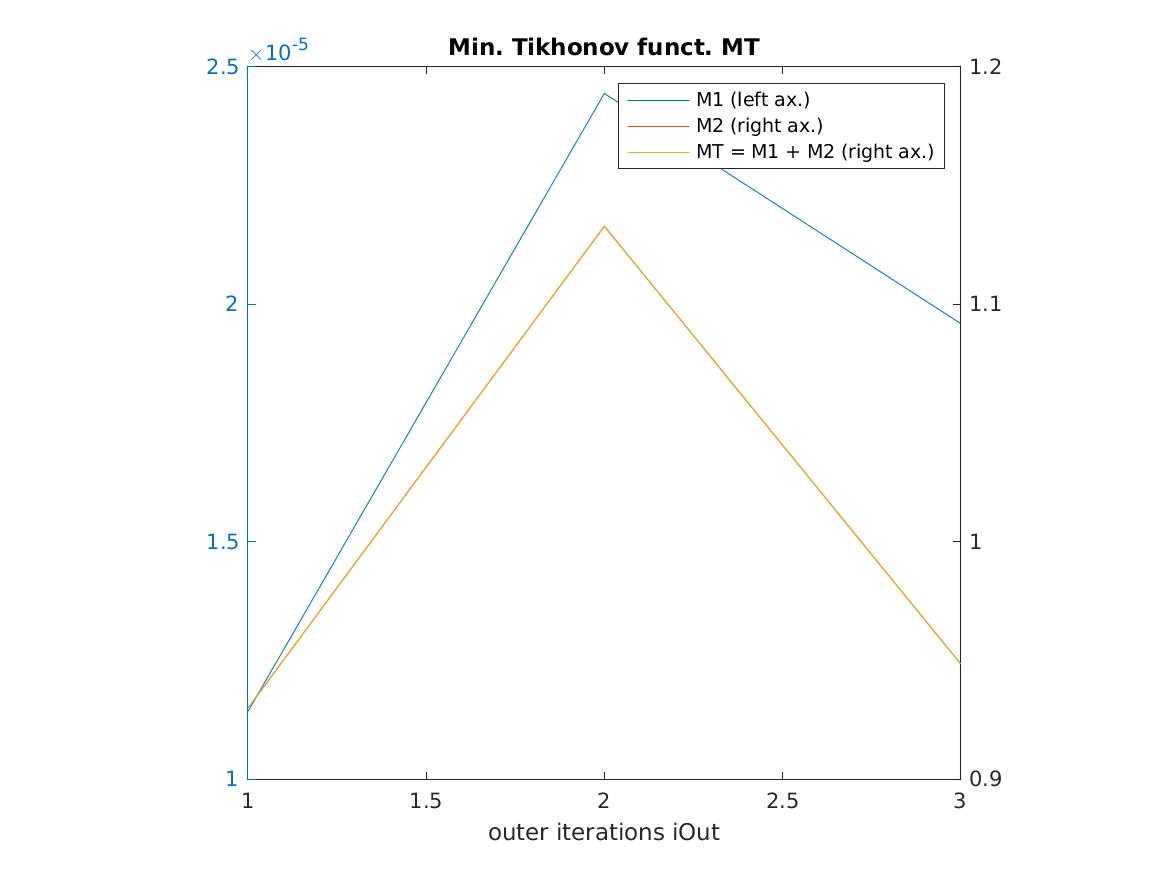 Min. Tikhonov funct. MT
×10-5
2.5
2
1.5
1
1.2
1.1
1
0.9
M1 (left ax.)
M2 (right ax.)
MT = M1 + M2 (right ax.)
1 1.5 2 2.5 3
outer iterations iOut